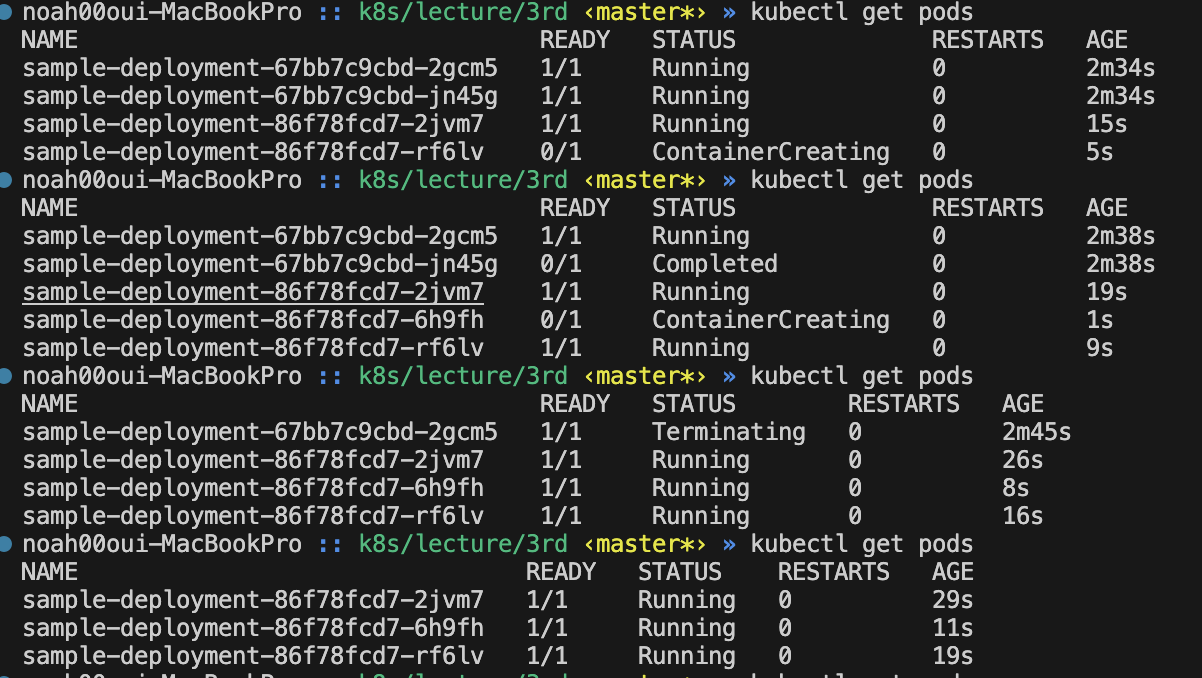 noah00oui-MacBookPro :: k8s/lecture/3rd ‹master*› » kubectl get pods
NAME READY STATUS RESTARTS AGE
sample-deployment-67bb7c9cbd-2gcm5 1/1 Running 0 2m34s
sample-deployment-67bb7c9cbd-jn45g 1/1 Running 0 2m34s
sample-deployment-86f78fcd7-2jvm7 1/1 Running 0 15s
sample-deployment-86f78fcd7-rf6lv 0/1 ContainerCreating 0 5s
noah00oui-MacBookPro :: k8s/lecture/3rd ‹master*› » kubectl get pods
NAME READY STATUS RESTARTS AGE
sample-deployment-67bb7c9cbd-2gcm5 1/1 Running 0 2m38s
sample-deployment-67bb7c9cbd-jn45g 0/1 Completed 0 2m38s
sample-deployment-86f78fcd7-2jvm7 1/1 Running 0 19s
sample-deployment-86f78fcd7-6h9fh 0/1 ContainerCreating 0 1s
sample-deployment-86f78fcd7-rf6lv 1/1 Running 0 9s
noah00oui-MacBookPro :: k8s/lecture/3rd ‹master*› » kubectl get pods
NAME READY STATUS RESTARTS AGE
sample-deployment-67bb7c9cbd-2gcm5 1/1 Terminating 0 2m45s
sample-deployment-86f78fcd7-2jvm7 1/1 Running 0 26s
sample-deployment-86f78fcd7-6h9fh 1/1 Running 0 8s
sample-deployment-86f78fcd7-rf6lv 1/1 Running 0 16s
noah00oui-MacBookPro :: k8s/lecture/3rd ‹master*› » kubectl get pods
NAME READY STATUS RESTARTS AGE
sample-deployment-86f78fcd7-2jvm7 1/1 Running 0 29s
sample-deployment-86f78fcd7-6h9fh 1/1 Running 0 11s
sample-deployment-86f78fcd7-rf6lv 1/1 Running 0 19s